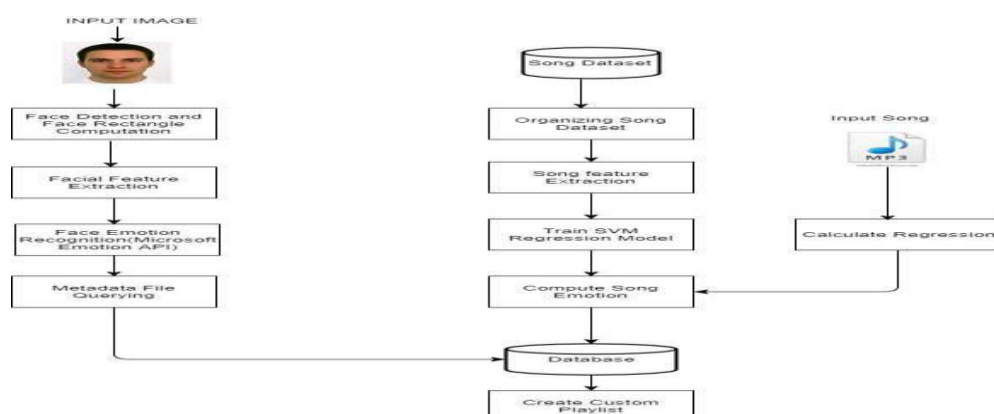 INPUT IMAGE
Face Detection and
Face Rectangle
Computation
Facial Feature
Extraction
Face Emotion
Recognition(Microsoft
Emotion API)
Metadata File
Querying
Song Dataset
Organizing Song
Dataset
Song feature
Extraction
Train SVM
Regression Model
Compute Song
Emotion
Database
Create Custom
Playlist
Input Song
MP3
Calculate Regression